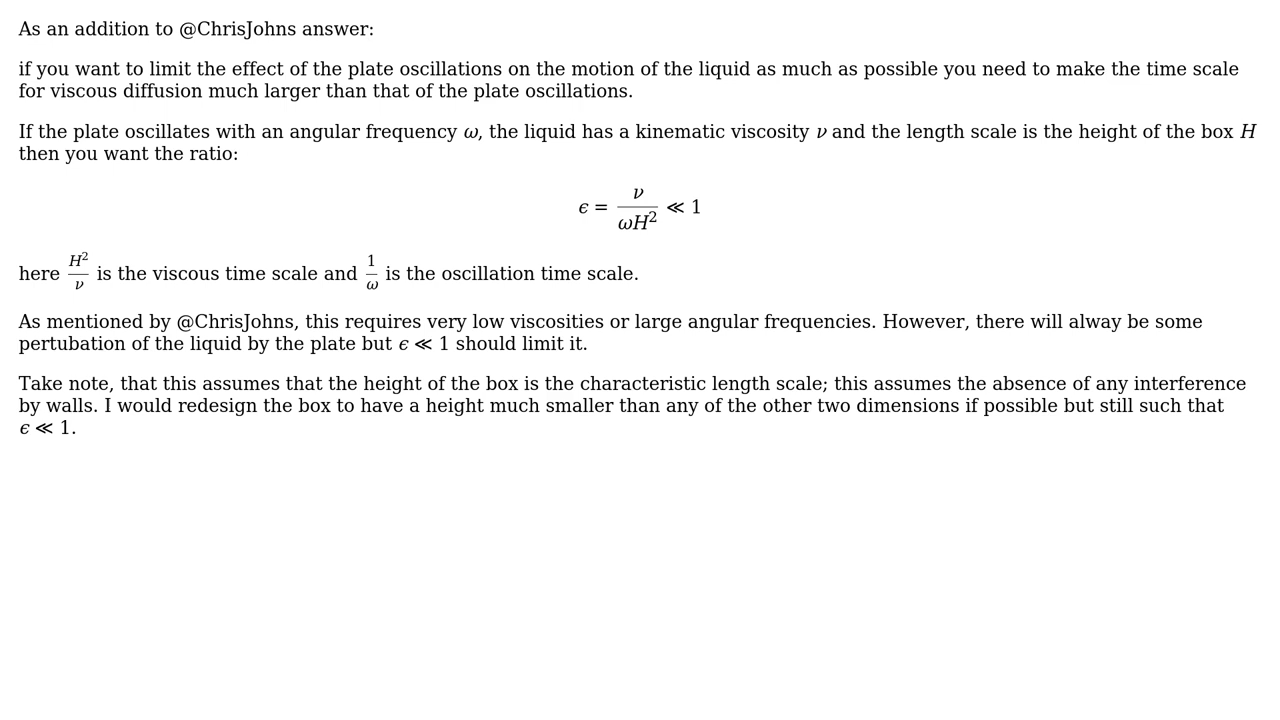 As an addition to @ChrisJohns answer:
if you want to limit the effect of the plate oscillations on the motion of the liquid as much as possible you need to make the time scale
for viscous diffusion much larger than that of the plate oscillations.
If the plate oscillates with an angular frequency ω, the liquid has a kinematic viscosity ν and the length scale is the height of the box H
then you want the ratio:
ϵ = ν / ωH² ≪ 1
here H²/ν is the viscous time scale and 1/ω is the oscillation time scale.
As mentioned by @ChrisJohns, this requires very low viscosities or large angular frequencies. However, there will alway be some
pertubation of the liquid by the plate but ϵ ≪ 1 should limit it.
Take note, that this assumes that the height of the box is the characteristic length scale; this assumes the absence of any interference
by walls. I would redesign the box to have a height much smaller than any of the other two dimensions if possible but still such that
ϵ ≪ 1.